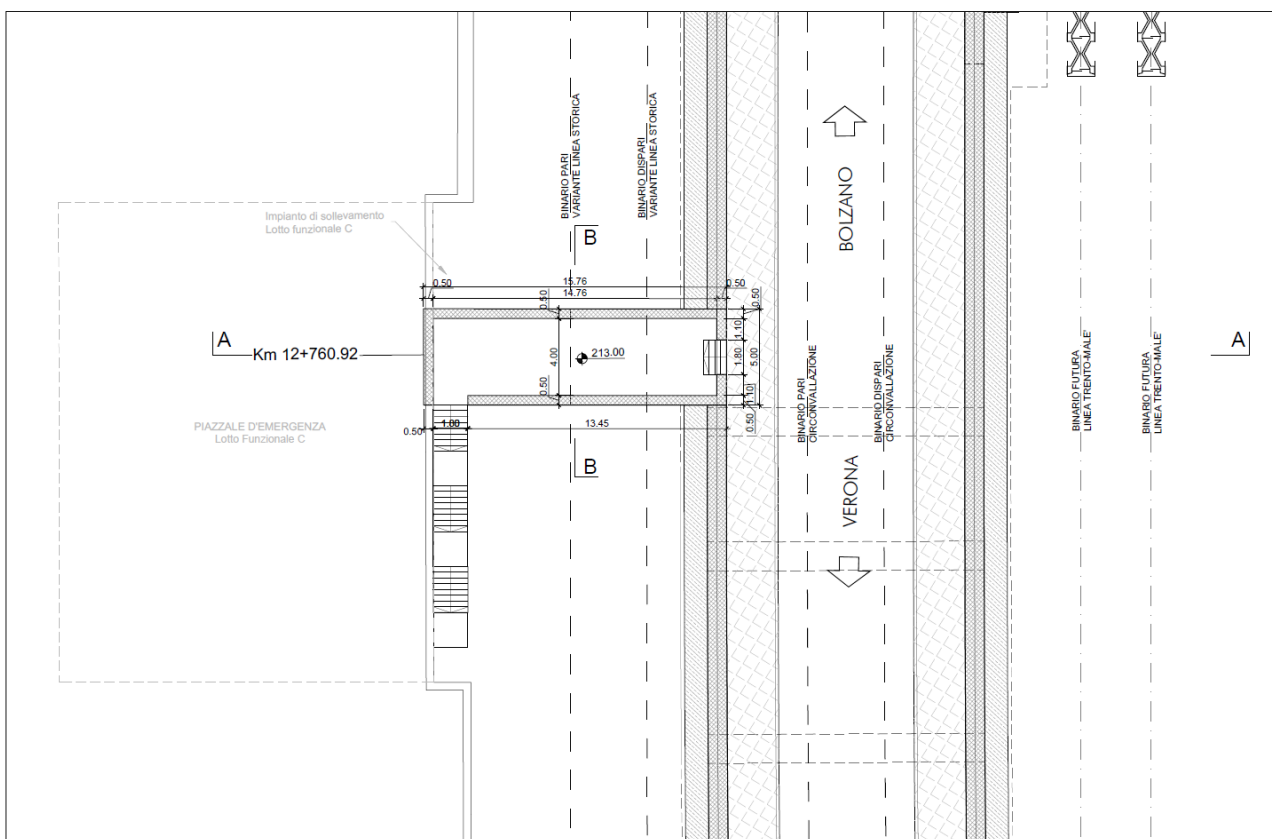 BINARIO PARI
VARIANTE LINEA STORICA
BINARIO DISPARI
VARIANTE LINEA STORICA
BOLZANO
Impianto di sollevamento
Lotto funzionale C
B
15.76
0.50
0.50
14.76
0.50
0.50
A
Km 12+760.92
4.00
213.00
1.10
1.80
5.00
1.10
BINARIO PARI
CIRCONVALLAZIONE
BINARIO DISPARI
CIRCONVALLAZIONE
BINARIO FUTURA
LINEA TRENTO-MALE'
BINARIO FUTURA
LINEA TRENTO-MALE'
A
0.50
0.50
PIAZZALE D'EMERGENZA
Lotto Funzionale C
0.50
1.00
13.45
B
VERONA